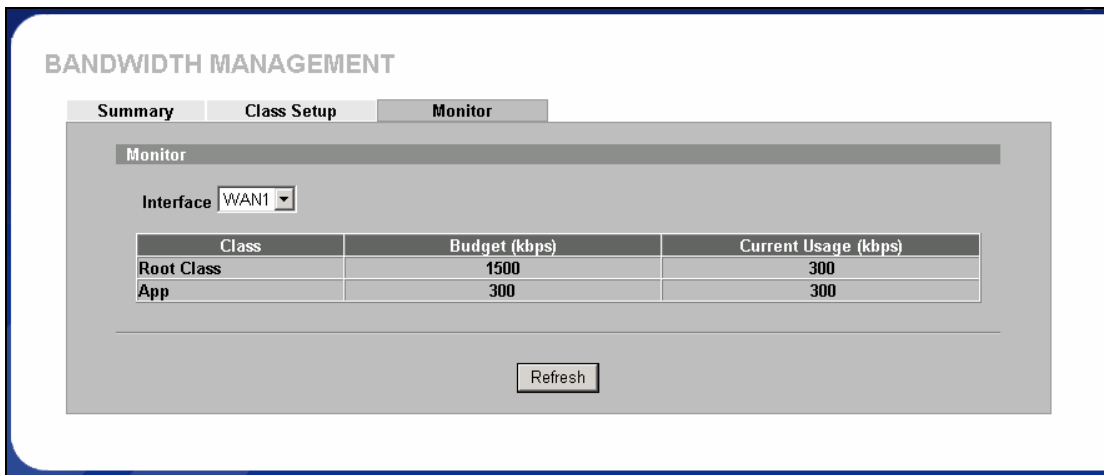 BANDWIDTH MANAGEMENT
Summary Class Setup Monitor
Monitor
Interface WAN1
Class Budget (kbps) Current Usage (kbps)
Root Class 1500 300
App 300 300
Refresh